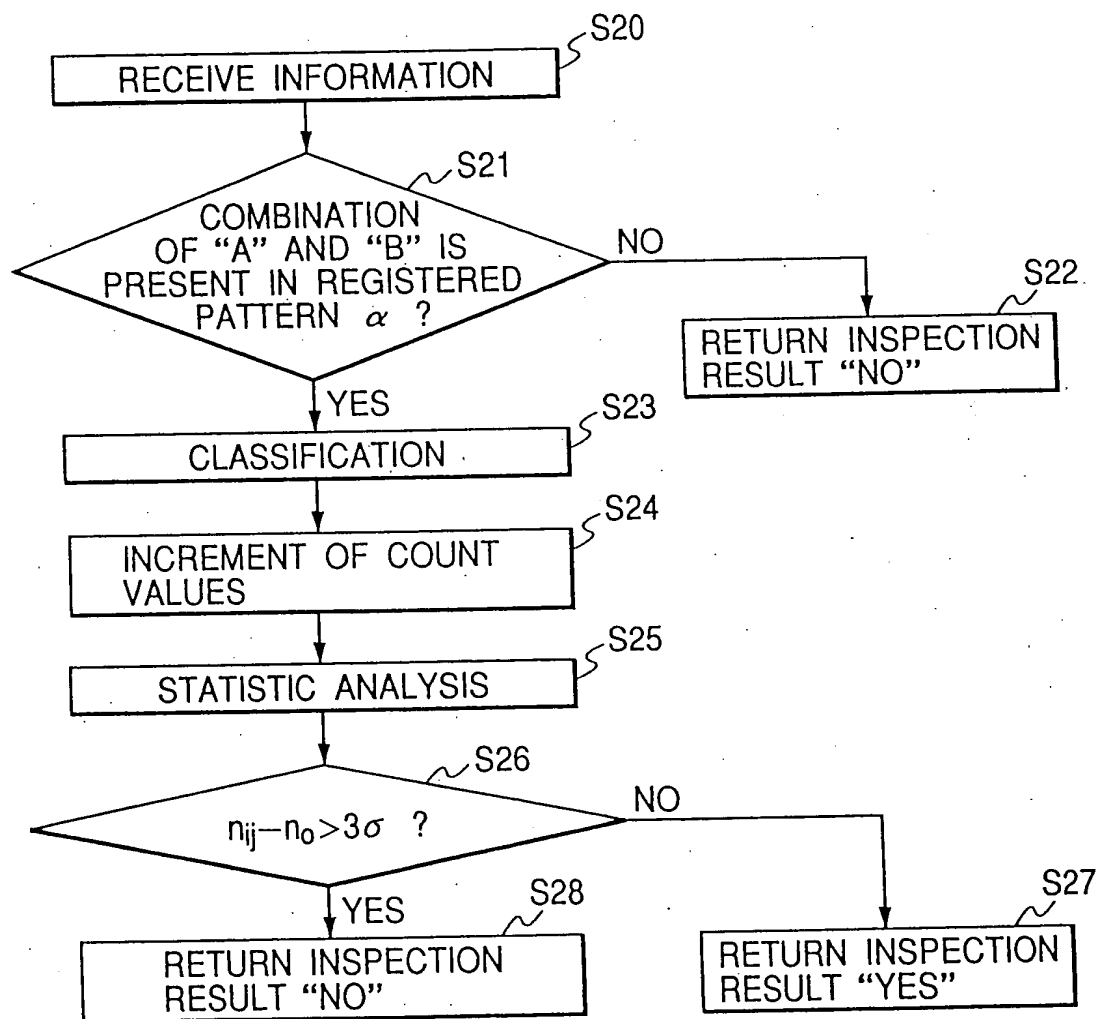 S20
RECEIVE INFORMATION
S21
COMBINATION
OF “A” AND “B” IS
PRESENT IN REGISTERED
PATTERN α ?
NO
S22
RETURN INSPECTION
RESULT “NO”
YES
S23
CLASSIFICATION
S24
INCREMENT OF COUNT
VALUES
S25
STATISTIC ANALYSIS
S26
nij−no>3σ ?
NO
YES
S28
RETURN INSPECTION
RESULT “NO”
S27
RETURN INSPECTION
RESULT “YES”